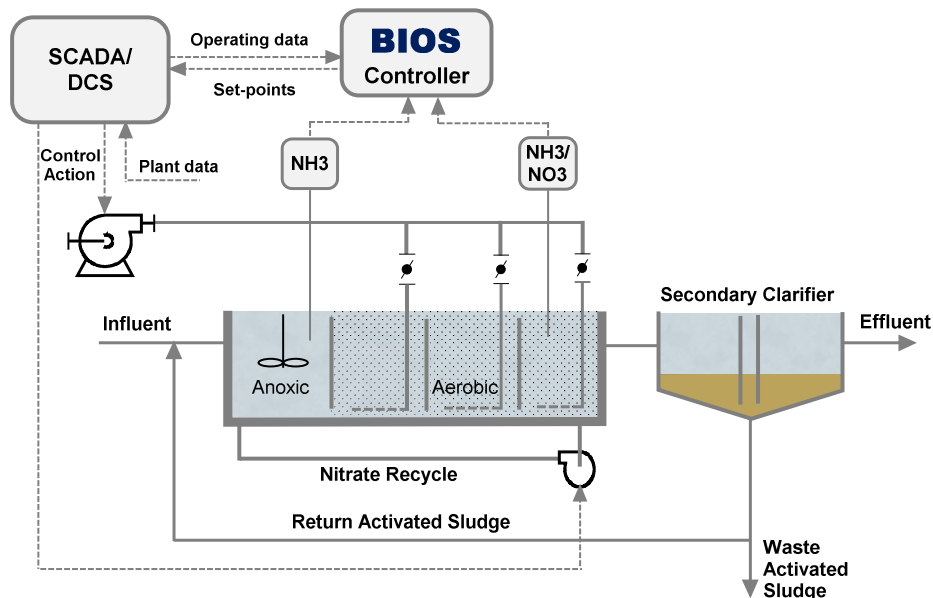 SCADA/
DCS
Operating data
BIOS
Controller
Set-points
Control
Action
Plant data
NH3
NH3/
NO3
Influent
Secondary Clarifier
Effluent
Anoxic
Aerobic
Nitrate Recycle
Return Activated Sludge
Waste
Activated
Sludge